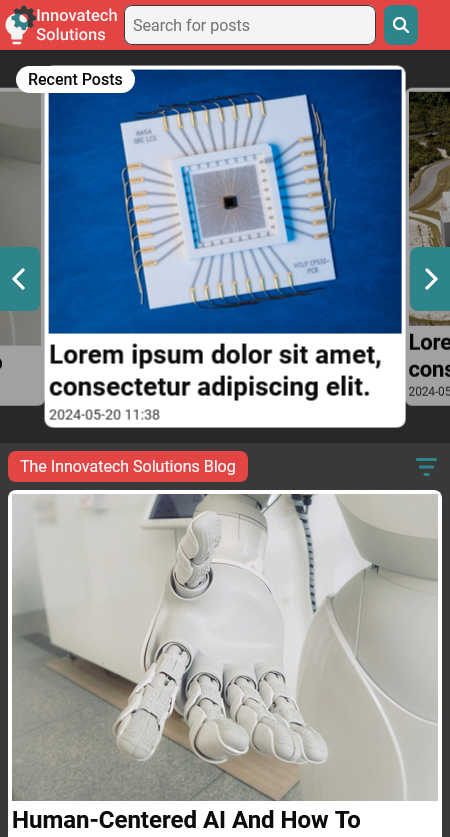 Innovatech
Solutions
Search for posts
Recent Posts
NASA
GRC LCS
HTLP CF530-
PCB
Lorem ipsum dolor sit amet,
consectetur adipiscing elit.
2024-05-20 11:38
Lore
cons
2024-05
The Innovatech Solutions Blog
Human-Centered AI And How To